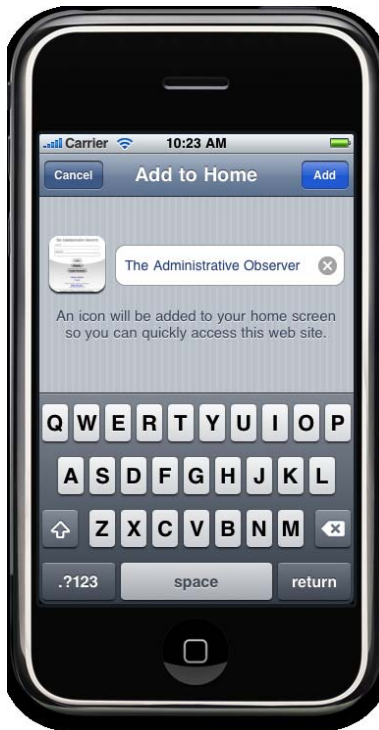 Carrier 10:23 AM
Cancel Add to Home Add
The Administrative Observer
An icon will be added to your home screen
so you can quickly access this web site.
Q W E R T Y U I O P
A S D F G H J K L
Z X C V B N M
.?123 space return